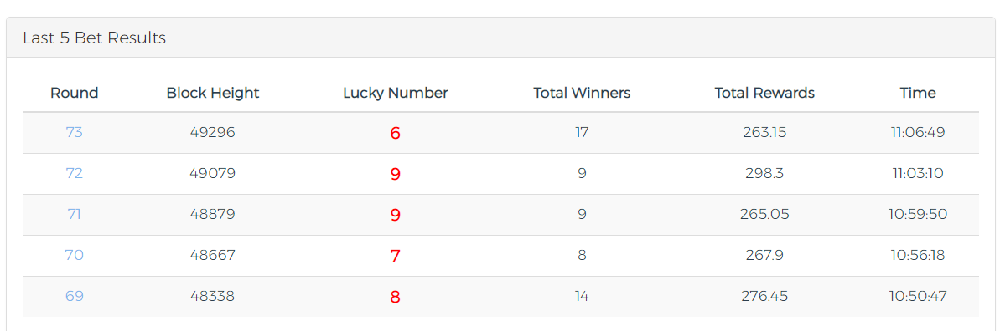 Last 5 Bet Results
Round Block Height Lucky Number Total Winners Total Rewards Time
73 49296 6 17 263.15 11:06:49
72 49079 9 9 298.3 11:03:10
71 48879 9 9 265.05 10:59:50
70 48667 7 8 267.9 10:56:18
69 48338 8 14 276.45 10:50:47